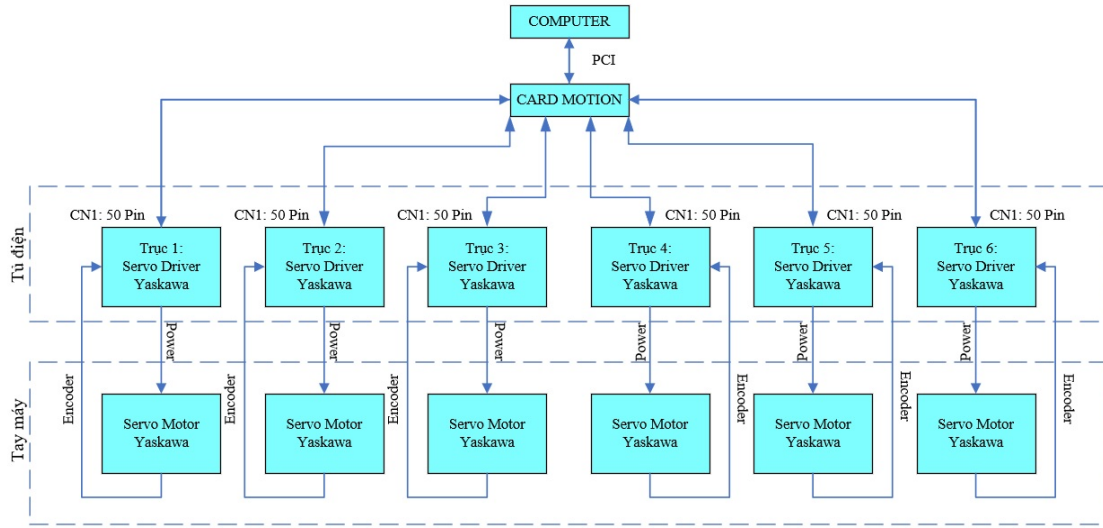 COMPUTER
PCI
CARD MOTION
CN1: 50 Pin
CN1: 50 Pin
CN1: 50 Pin
CN1: 50 Pin
CN1: 50 Pin
CN1: 50 Pin
Tủ điện
Trục 1:
Servo Driver
Yaskawa
Trục 2:
Servo Driver
Yaskawa
Trục 3:
Servo Driver
Yaskawa
Trục 4:
Servo Driver
Yaskawa
Trục 5:
Servo Driver
Yaskawa
Trục 6:
Servo Driver
Yaskawa
Power
Power
Power
Power
Power
Power
Tay máy
Encoder
Encoder
Encoder
Encoder
Encoder
Encoder
Servo Motor
Yaskawa
Servo Motor
Yaskawa
Servo Motor
Yaskawa
Servo Motor
Yaskawa
Servo Motor
Yaskawa
Servo Motor
Yaskawa